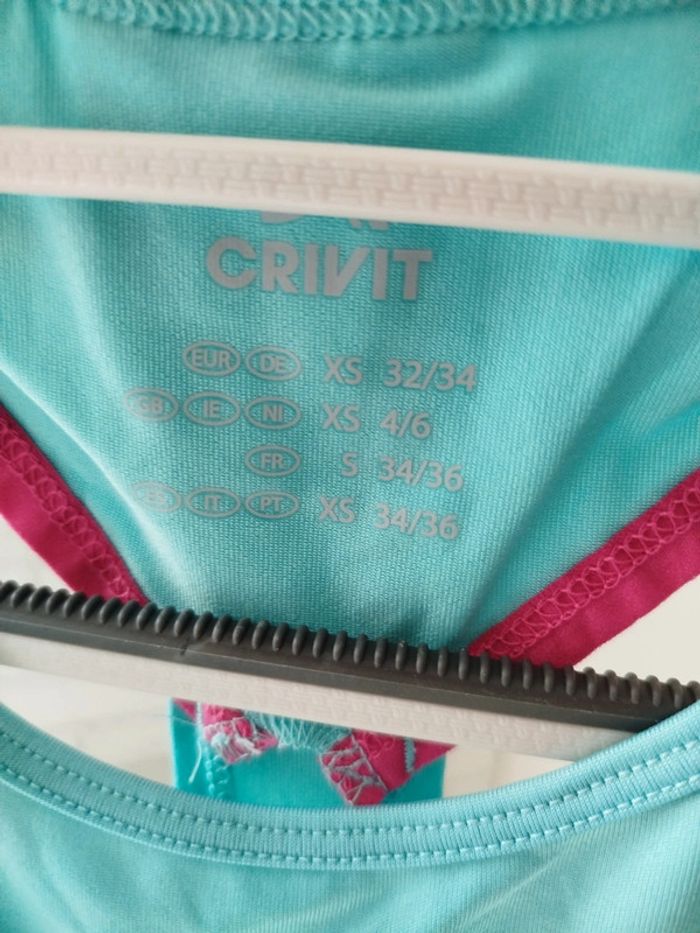 CRIVIT
EUR DE XS 32/34
GB IE NI XS 4/6
FR S 34/36
ES IT PT XS 34/36